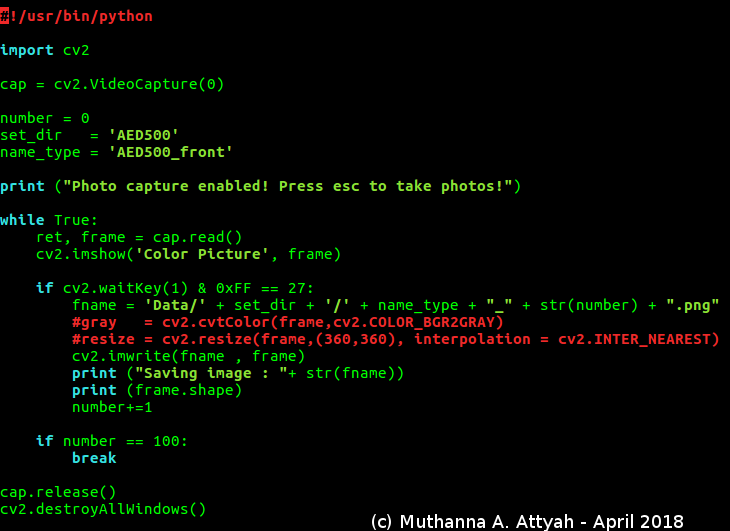 #!/usr/bin/python
import cv2
cap = cv2.VideoCapture(0)
number = 0
set_dir   = 'AED500'
name_type = 'AED500_front'
print ("Photo capture enabled! Press esc to take photos!")
while True:
    ret, frame = cap.read()
    cv2.imshow('Color Picture', frame)
    if cv2.waitKey(1) & 0xFF == 27:
        fname = 'Data/' + set_dir + '/' + name_type + "_" + str(number) + ".png"
        #gray   = cv2.cvtColor(frame,cv2.COLOR_BGR2GRAY)
        #resize = cv2.resize(frame,(360,360), interpolation = cv2.INTER_NEAREST)
        cv2.imwrite(fname , frame)
        print ("Saving image : "+ str(fname))
        print (frame.shape)
        number+=1
    if number == 100:
        break
cap.release()
cv2.destroyAllWindows()
(c) Muthanna A. Attyah - April 2018